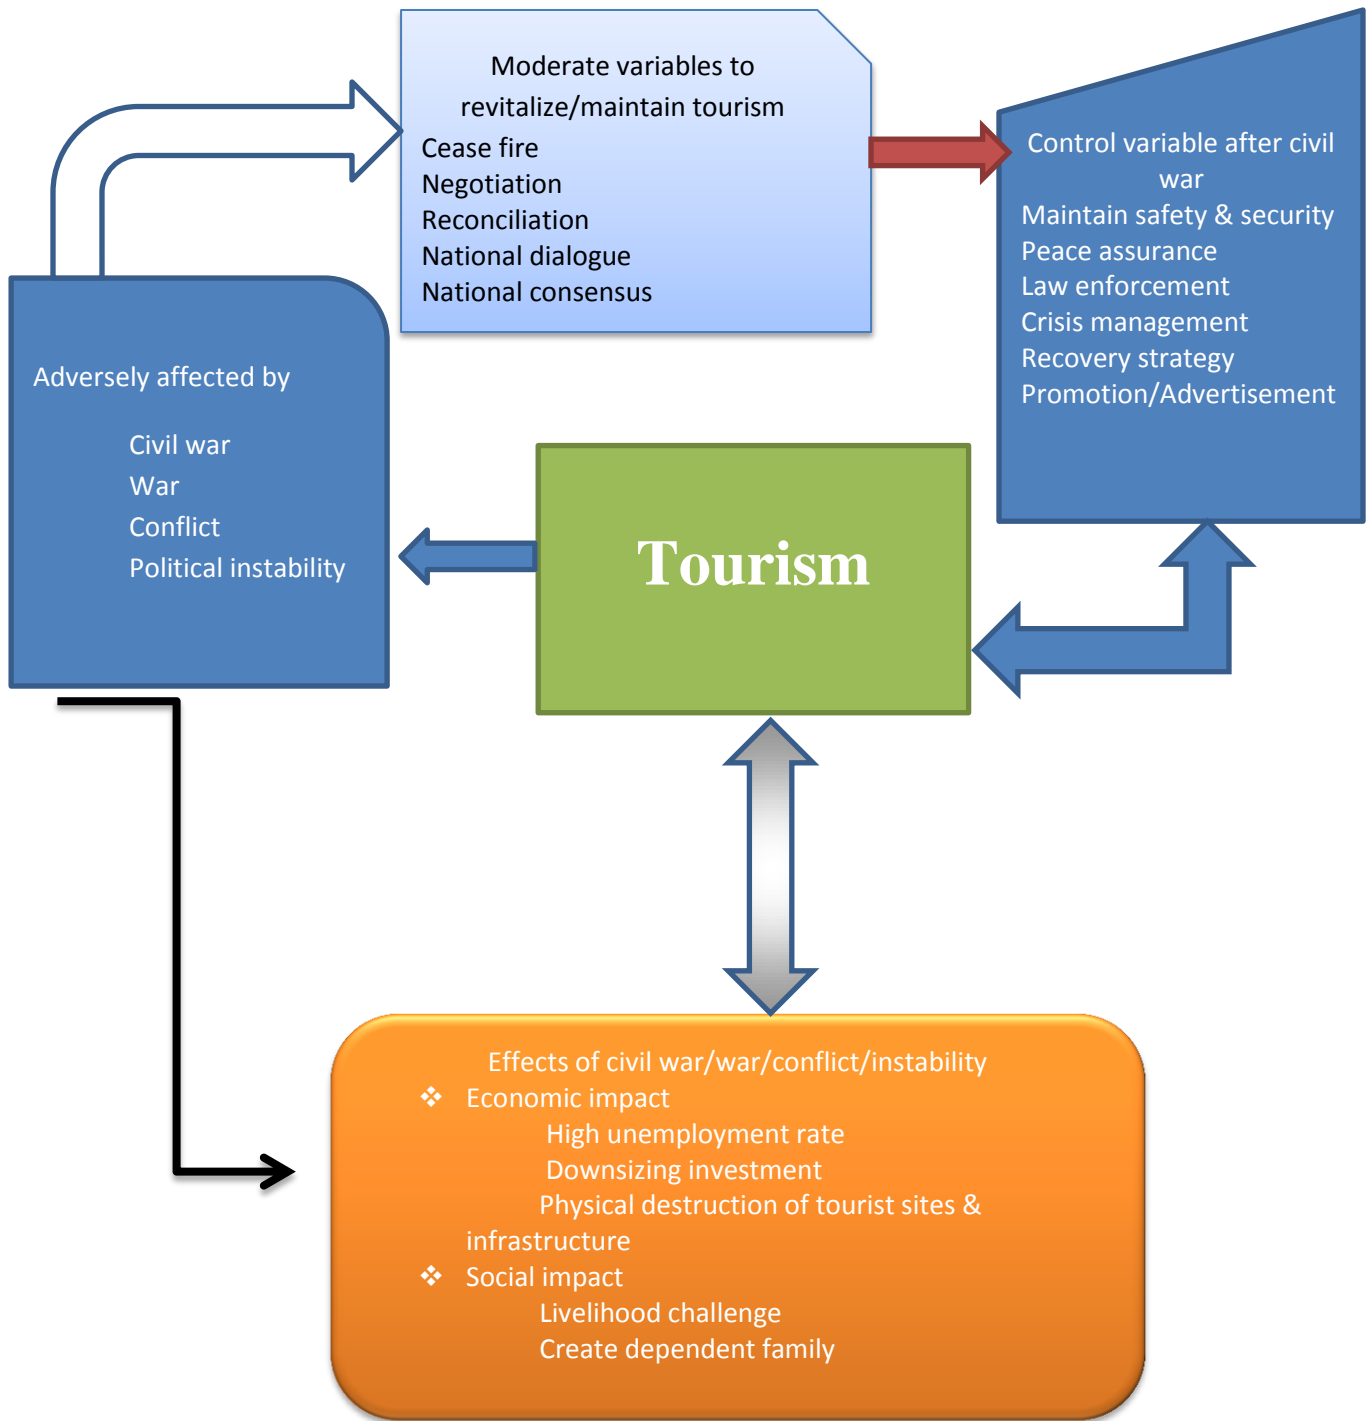 Moderate variables to
revitalize/maintain tourism
Cease fire
Negotiation
Reconciliation
National dialogue
National consensus
Control variable after civil
war
Maintain safety & security
Peace assurance
Law enforcement
Crisis management
Recovery strategy
Promotion/Advertisement
Adversely affected by
Civil war
War
Conflict
Political instability
Tourism
Effects of civil war/war/conflict/instability
❖ Economic impact
High unemployment rate
Downsizing investment
Physical destruction of tourist sites &
infrastructure
❖ Social impact
Livelihood challenge
Create dependent family